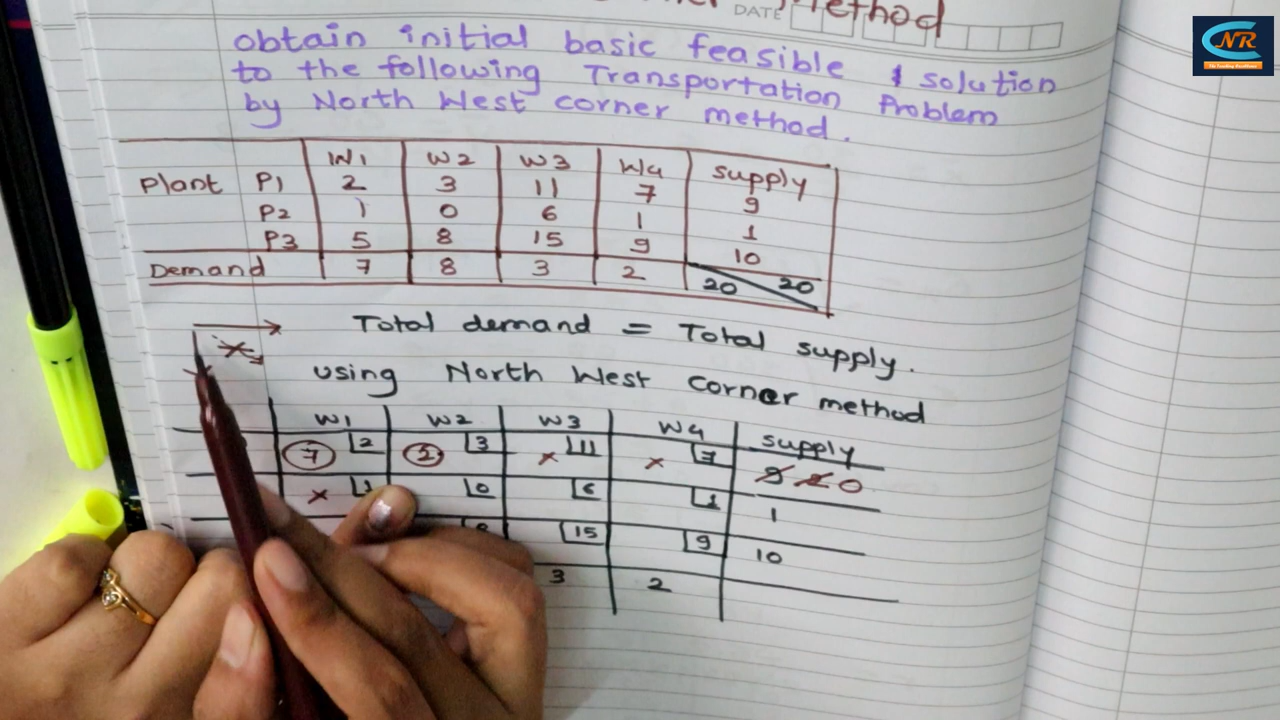 Method
DATE
obtain initial basic feasible solution
to the following Transportation Problem
by North West corner method.
W1 W2 W3 W4 supply
Plant P1 2 3 11 7 9
P2 1 0 6 1 1
P3 5 8 15 9 10
Demand 7 8 3 2 20 20
Total demand = Total supply.
using North West corner method
W1 W2 W3 W4 supply
7 2 2 3 × 11 × 7 9 2 0
× 1 0 6 1 1
15 9 10
3 2
NR